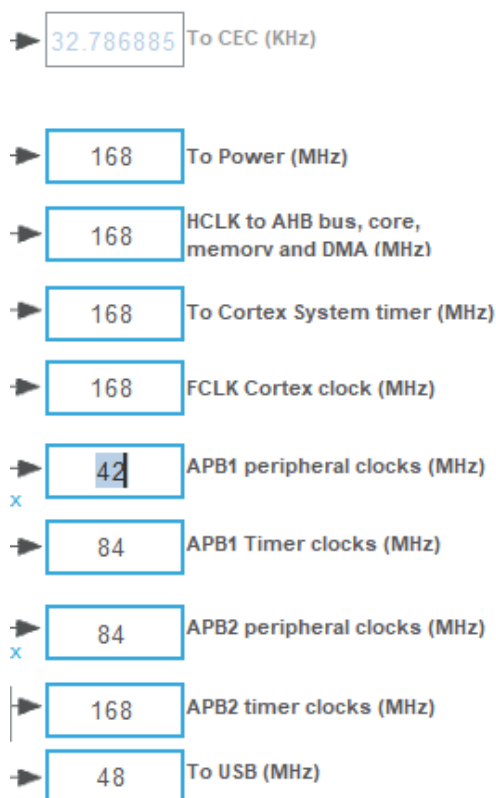 32.786885 To CEC (KHz)
168 To Power (MHz)
HCLK to AHB bus, core,
168 memory and DMA (MHz)
168 To Cortex System timer (MHz)
168 FCLK Cortex clock (MHz)
42 APB1 peripheral clocks (MHz)
X
84 APB1 Timer clocks (MHz)
84 APB2 peripheral clocks (MHz)
X
168 APB2 timer clocks (MHz)
48 To USB (MHz)